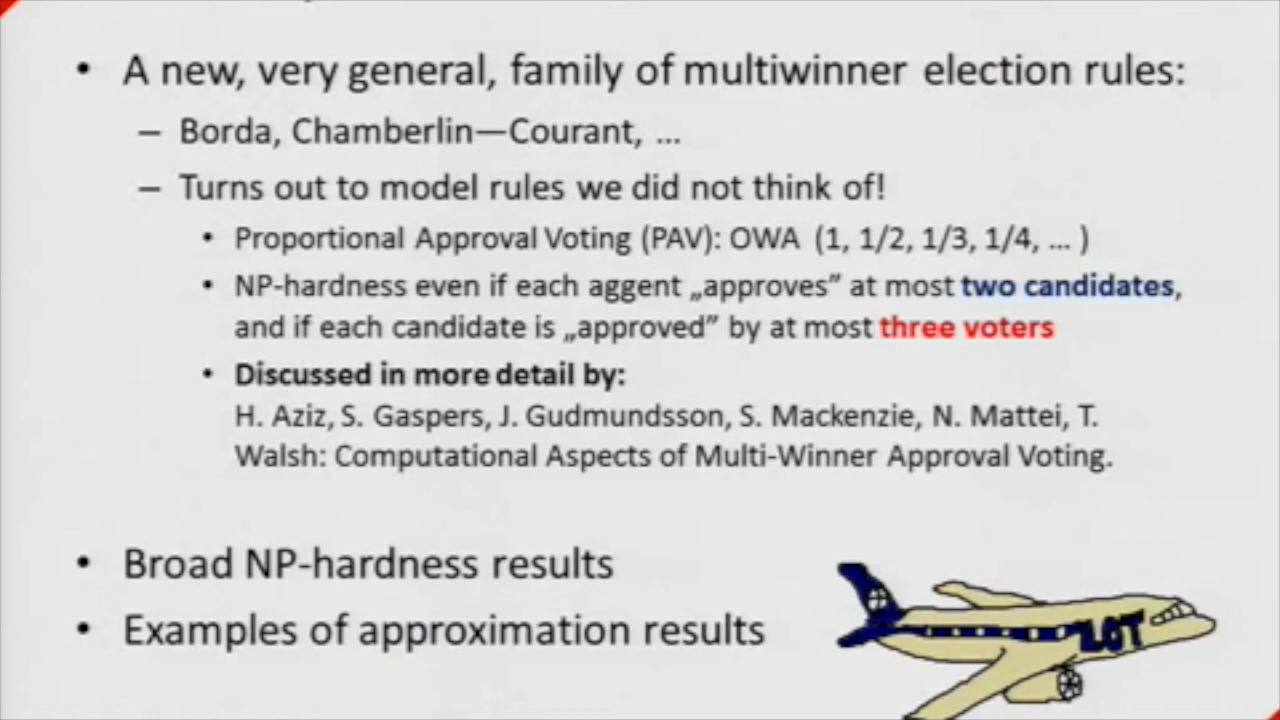 • A new, very general, family of multiwinner election rules:
– Borda, Chamberlin—Courant, ...
– Turns out to model rules we did not think of!
• Proportional Approval Voting (PAV): OWA (1, 1/2, 1/3, 1/4, ... )
• NP-hardness even if each aggent „approves” at most two candidates,
and if each candidate is „approved” by at most three voters
• Discussed in more detail by:
H. Aziz, S. Gaspers, J. Gudmundsson, S. Mackenzie, N. Mattei, T.
Walsh: Computational Aspects of Multi-Winner Approval Voting.
• Broad NP-hardness results
• Examples of approximation results
LOT